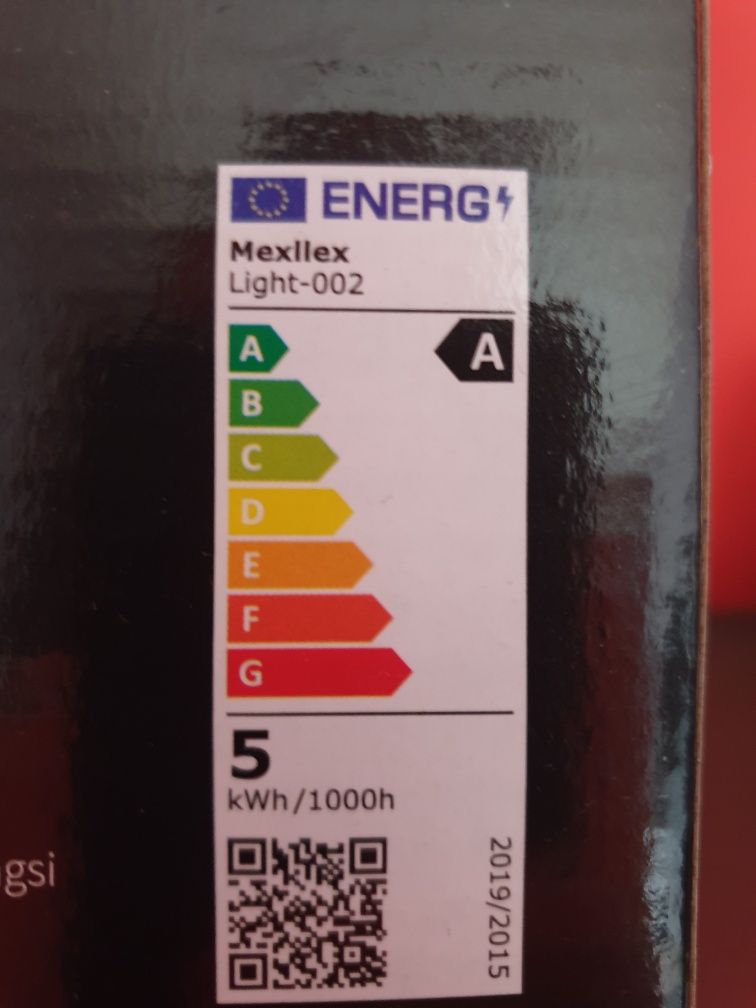 ENERG
Mexllex
Light-002
A
A
B
C
D
E
F
G
5
kWh/1000h
2019/2015
gsi